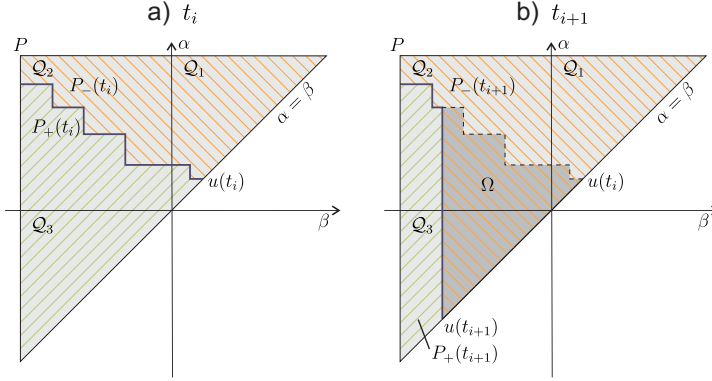 a) t_i
P
α
𝒬_2
𝒬_1
P_−(t_i)
P_+(t_i)
α = β
u(t_i)
𝒬_3
β
b) t_{i+1}
P
α
𝒬_2
𝒬_1
P_−(t_{i+1})
α = β
Ω
u(t_i)
𝒬_3
β
u(t_{i+1})
P_+(t_{i+1})